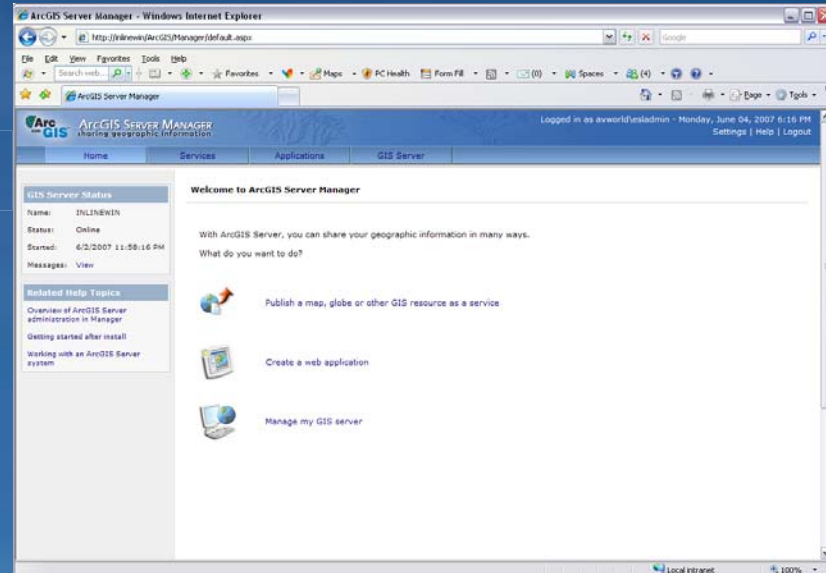 ArcGIS Server Manager - Windows Internet Explorer
http://inlinewin/ArcGIS/Manager/default.aspx
Google
File Edit View Favorites Tools Help
Search web... Favorites Maps PC Health Form Fill (0) Spaces (4)
ArcGIS Server Manager
Page Tools
Arc GIS ArcGIS Server Manager
sharing geographic information
Logged in as avworld\esiadmin - Monday, June 04, 2007 6:16 PM
Settings | Help | Logout
Home Services Applications GIS Server
GIS Server Status
Name: INLINEWIN
Status: Online
Started: 6/2/2007 11:58:16 PM
Messages: View
Related Help Topics
Overview of ArcGIS Server
administration in Manager
Getting started after install
Working with an ArcGIS Server
system
Welcome to ArcGIS Server Manager
With ArcGIS Server, you can share your geographic information in many ways.
What do you want to do?
Publish a map, globe or other GIS resource as a service
Create a web application
Manage my GIS server
Local intranet 100%